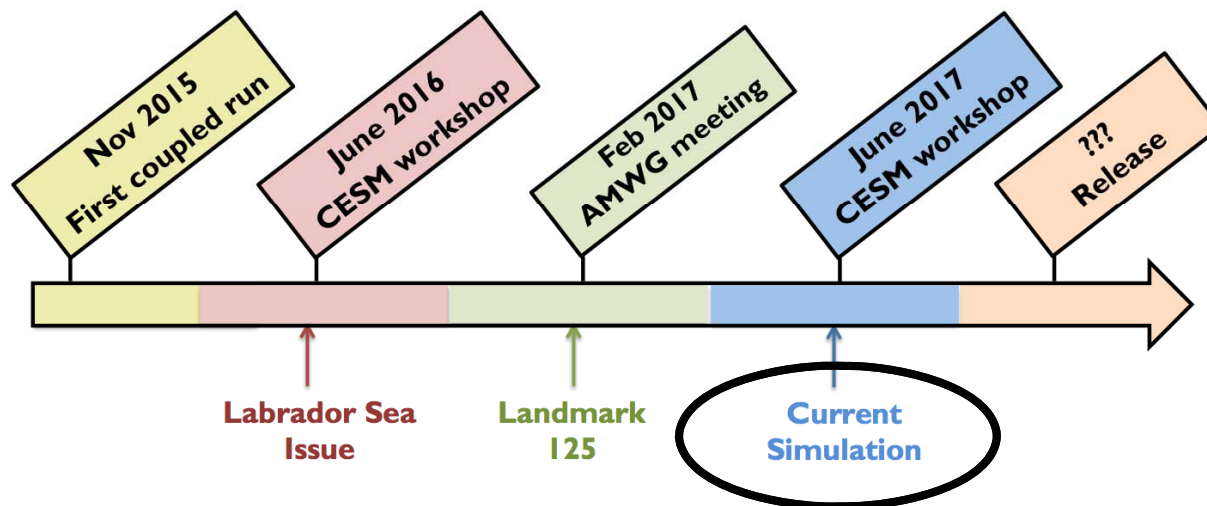 Nov 2015
First coupled run
June 2016
CESM workshop
Feb 2017
AMWG meeting
June 2017
CESM workshop
???
Release
Labrador Sea
Issue
Landmark
125
Current
Simulation